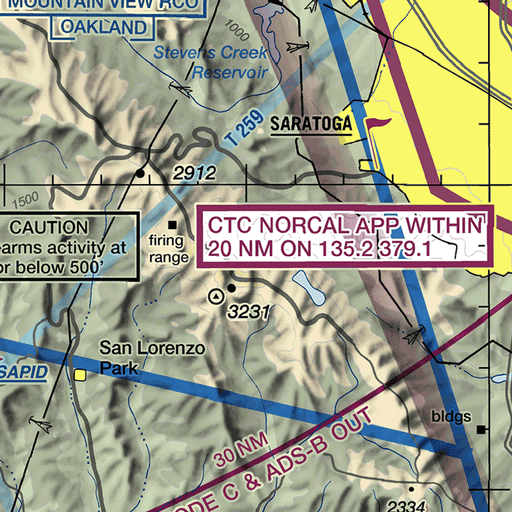 MOUNTAIN VIEW RCO
OAKLAND
1000
Stevens Creek
Reservoir
T 259
SARATOGA
2912
1500
CAUTION
earms activity at
or below 500'
firing
range
CTC NORCAL APP WITHIN
20 NM ON 135.2 379.1
3231
San Lorenzo
Park
SAPID
bldgs
30 NM
ODE C & ADS-B OUT
2334